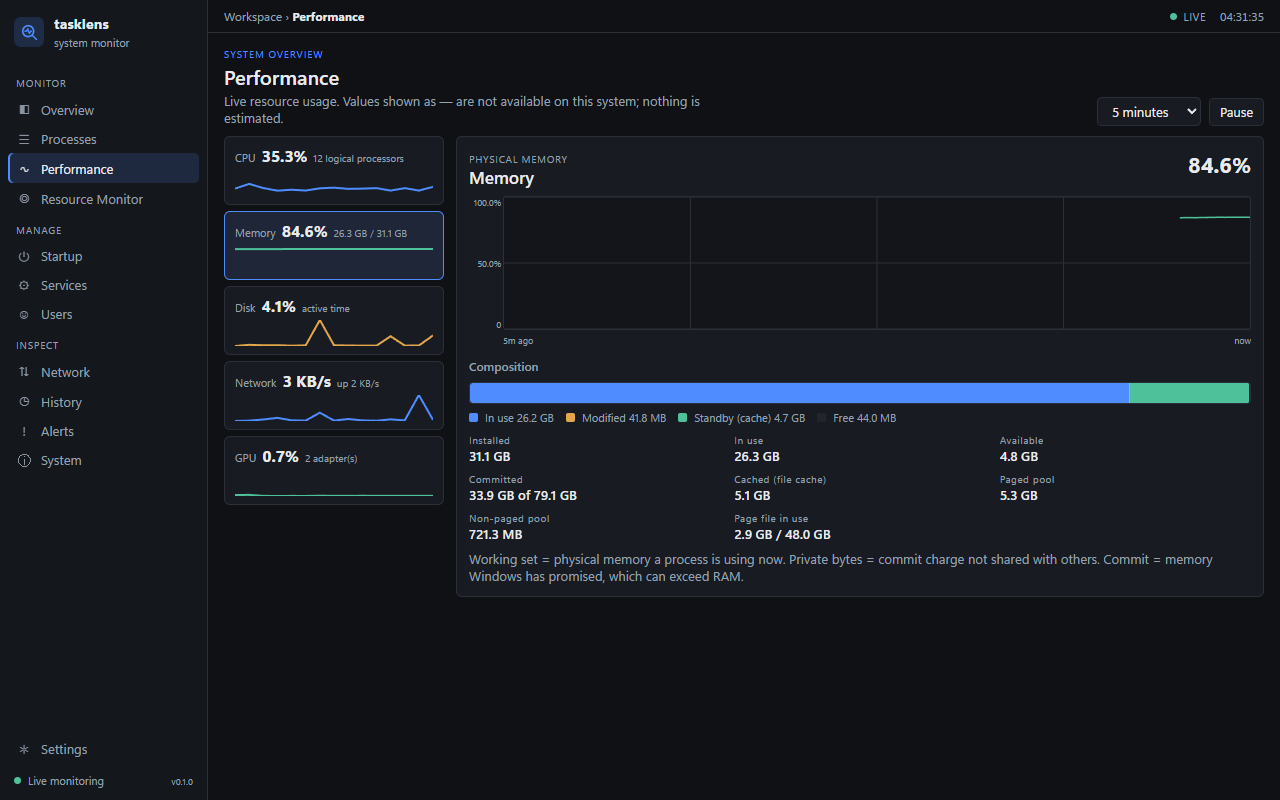 tasklens
system monitor
MONITOR
Overview
Processes
Performance
Resource Monitor
MANAGE
Startup
Services
Users
INSPECT
Network
History
Alerts
System
Settings
Live monitoring v0.1.0
Workspace › Performance
LIVE 04:31:35
SYSTEM OVERVIEW
Performance
Live resource usage. Values shown as — are not available on this system; nothing is
estimated.
5 minutes
Pause
CPU 35.3% 12 logical processors
Memory 84.6% 26.3 GB / 31.1 GB
Disk 4.1% active time
Network 3 KB/s up 2 KB/s
GPU 0.7% 2 adapter(s)
PHYSICAL MEMORY
Memory
84.6%
100.0%
50.0%
0
5m ago now
Composition
In use 26.2 GB Modified 41.8 MB Standby (cache) 4.7 GB Free 44.0 MB
Installed In use Available
31.1 GB 26.3 GB 4.8 GB
Committed Cached (file cache) Paged pool
33.9 GB of 79.1 GB 5.1 GB 5.3 GB
Non-paged pool Page file in use
721.3 MB 2.9 GB / 48.0 GB
Working set = physical memory a process is using now. Private bytes = commit charge not shared with others. Commit = memory
Windows has promised, which can exceed RAM.